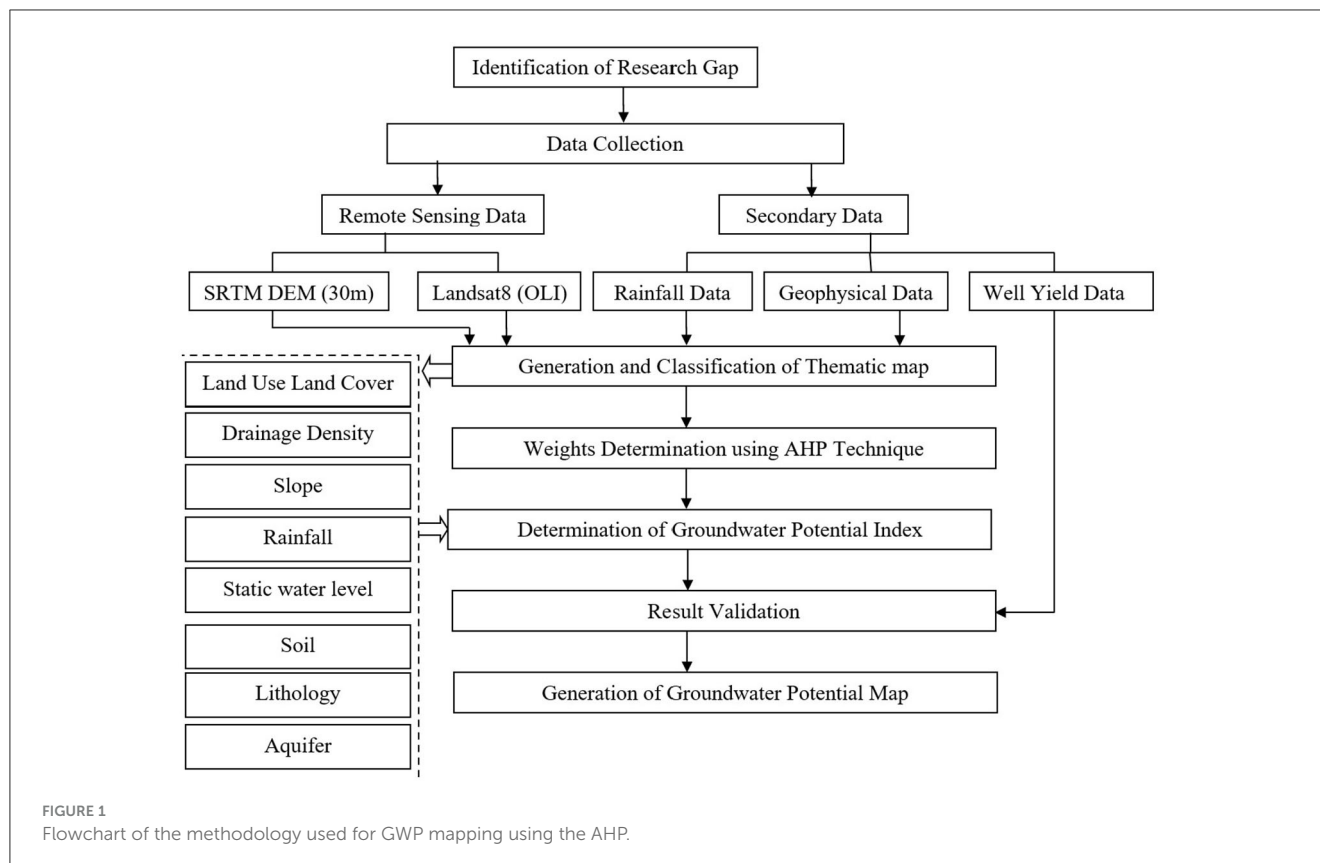 Identification of Research Gap
Data Collection
Remote Sensing Data
Secondary Data
SRTM DEM (30m)
Landsat8 (OLI)
Rainfall Data
Geophysical Data
Well Yield Data
Generation and Classification of Thematic map
Land Use Land Cover
Drainage Density
Weights Determination using AHP Technique
Slope
Rainfall
Determination of Groundwater Potential Index
Static water level
Result Validation
Soil
Lithology
Generation of Groundwater Potential Map
Aquifer
FIGURE 1
Flowchart of the methodology used for GWP mapping using the AHP.